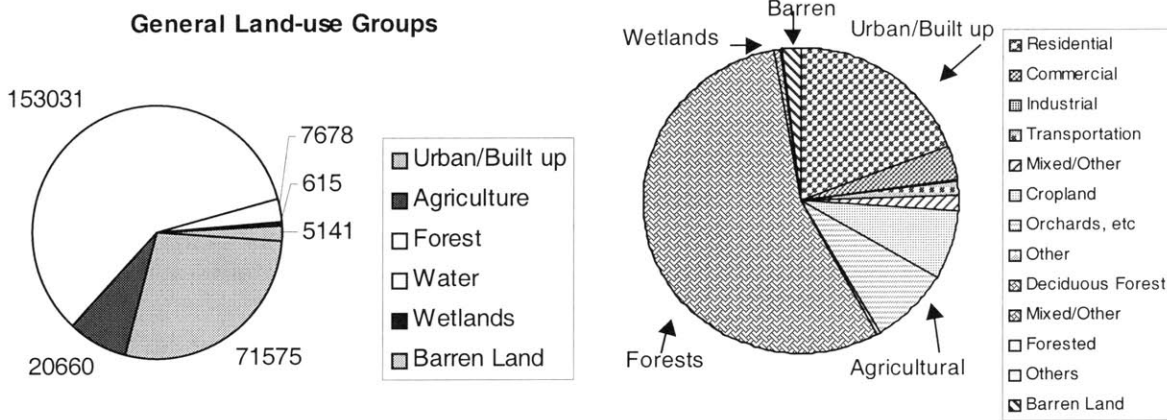 General Land-use Groups
153031
7678
615
5141
71575
20660
Urban/Built up
Agriculture
Forest
Water
Wetlands
Barren Land
Barren
Wetlands
Urban/Built up
Forests
Agricultural
Residential
Commercial
Industrial
Transportation
Mixed/Other
Cropland
Orchards, etc
Other
Deciduous Forest
Mixed/Other
Forested
Others
Barren Land